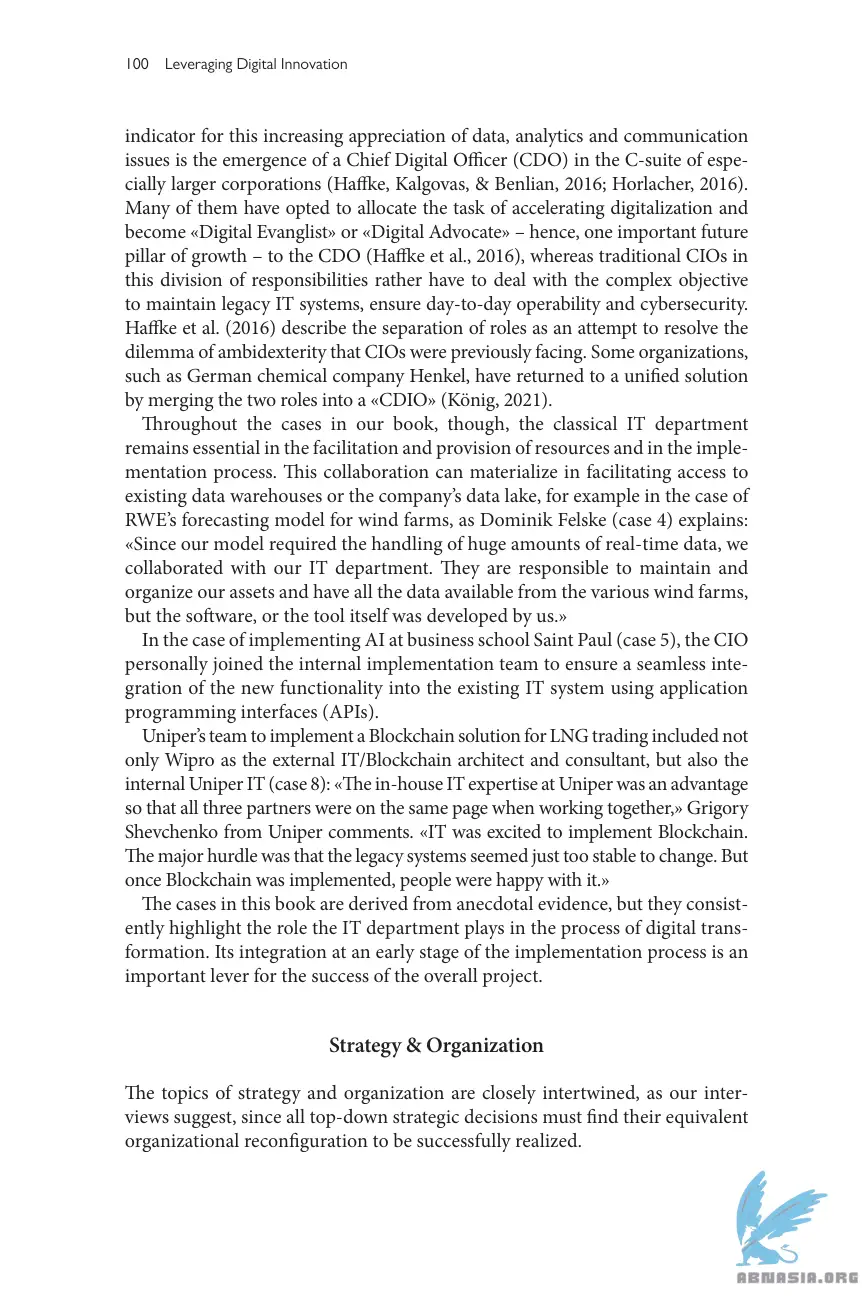 100 Leveraging Digital Innovation
indicator for this increasing appreciation of data, analytics and communication
issues is the emergence of a Chief Digital Officer (CDO) in the C-suite of espe-
cially larger corporations (Haffke, Kalgovas, & Benlian, 2016; Horlacher, 2016).
Many of them have opted to allocate the task of accelerating digitalization and
become «Digital Evanglist» or «Digital Advocate» – hence, one important future
pillar of growth – to the CDO (Haffke et al., 2016), whereas traditional CIOs in
this division of responsibilities rather have to deal with the complex objective
to maintain legacy IT systems, ensure day-to-day operability and cybersecurity.
Haffke et al. (2016) describe the separation of roles as an attempt to resolve the
dilemma of ambidexterity that CIOs were previously facing. Some organizations,
such as German chemical company Henkel, have returned to a unified solution
by merging the two roles into a «CDIO» (König, 2021).
Throughout the cases in our book, though, the classical IT department
remains essential in the facilitation and provision of resources and in the imple-
mentation process. This collaboration can materialize in facilitating access to
existing data warehouses or the company’s data lake, for example in the case of
RWE’s forecasting model for wind farms, as Dominik Felske (case 4) explains:
«Since our model required the handling of huge amounts of real-time data, we
collaborated with our IT department. They are responsible to maintain and
organize our assets and have all the data available from the various wind farms,
but the software, or the tool itself was developed by us.»
In the case of implementing AI at business school Saint Paul (case 5), the CIO
personally joined the internal implementation team to ensure a seamless inte-
gration of the new functionality into the existing IT system using application
programming interfaces (APIs).
Uniper’s team to implement a Blockchain solution for LNG trading included not
only Wipro as the external IT/Blockchain architect and consultant, but also the
internal Uniper IT (case 8): «The in-house IT expertise at Uniper was an advantage
so that all three partners were on the same page when working together,» Grigory
Shevchenko from Uniper comments. «IT was excited to implement Blockchain.
The major hurdle was that the legacy systems seemed just too stable to change. But
once Blockchain was implemented, people were happy with it.»
The cases in this book are derived from anecdotal evidence, but they consist-
ently highlight the role the IT department plays in the process of digital trans-
formation. Its integration at an early stage of the implementation process is an
important lever for the success of the overall project.
Strategy & Organization
The topics of strategy and organization are closely intertwined, as our inter-
views suggest, since all top-down strategic decisions must find their equivalent
organizational reconfiguration to be successfully realized.
ABNASIA.ORG